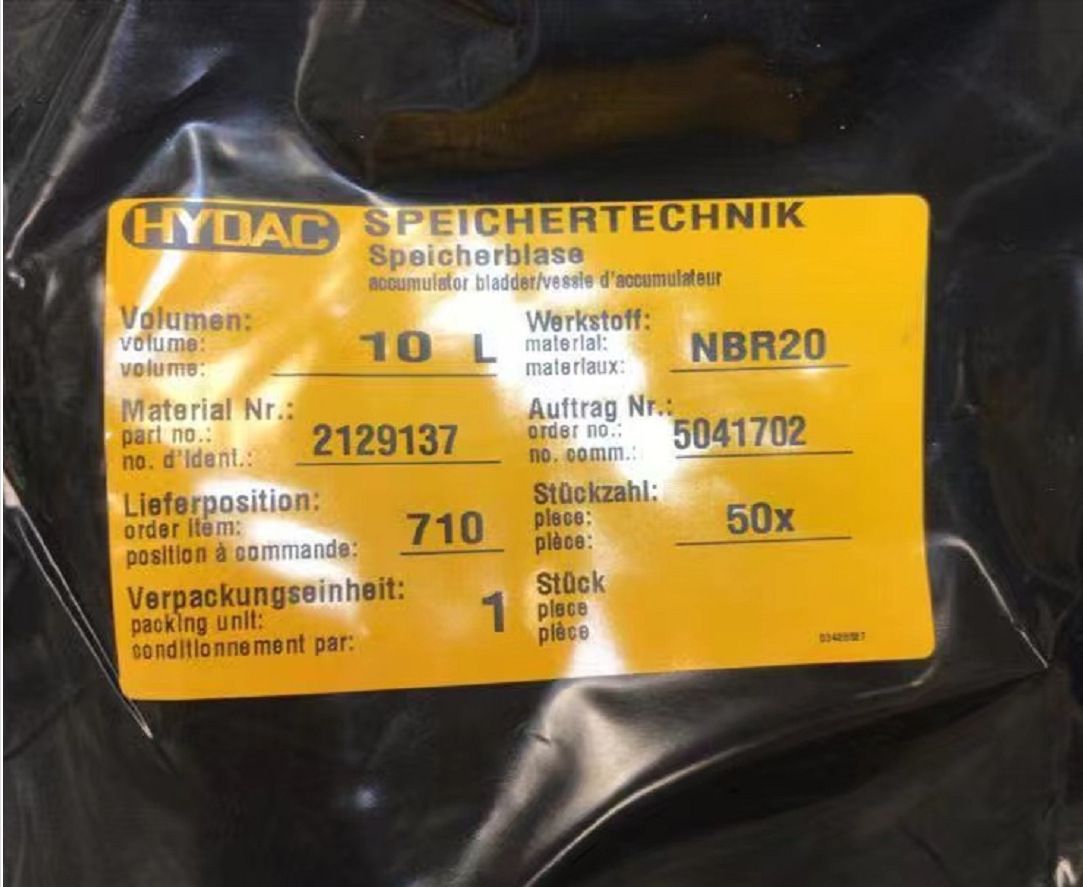 HYDAC SPEICHERTECHNIK
Speicherblase
accumulator bladder/vessie d'accumulateur
Volumen:
volume:
volume:
10 L
Werkstoff:
material:
materiaux:
NBR20
Material Nr.:
part no.:
no. d'ident.:
2129137
Auftrag Nr.:
order no.:
no. comm.:
5041702
Lieferposition:
order item:
position à commande:
710
Stückzahl:
piece:
pièce:
50x
Verpackungseinheit:
packing unit:
conditionnement par:
1
Stück
piece
pièce